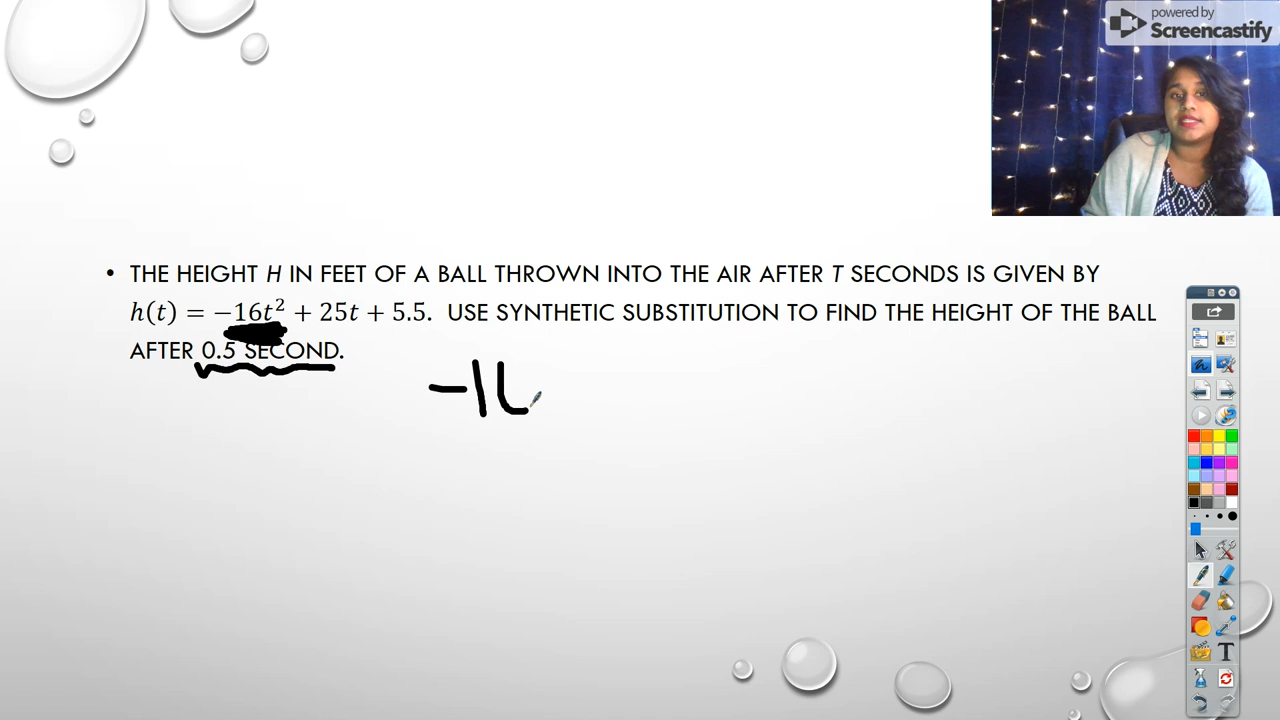 powered by
Screencastify
• THE HEIGHT H IN FEET OF A BALL THROWN INTO THE AIR AFTER T SECONDS IS GIVEN BY
h(t) = −16t² + 25t + 5.5. USE SYNTHETIC SUBSTITUTION TO FIND THE HEIGHT OF THE BALL
AFTER 0.5 SECOND.
-1
T